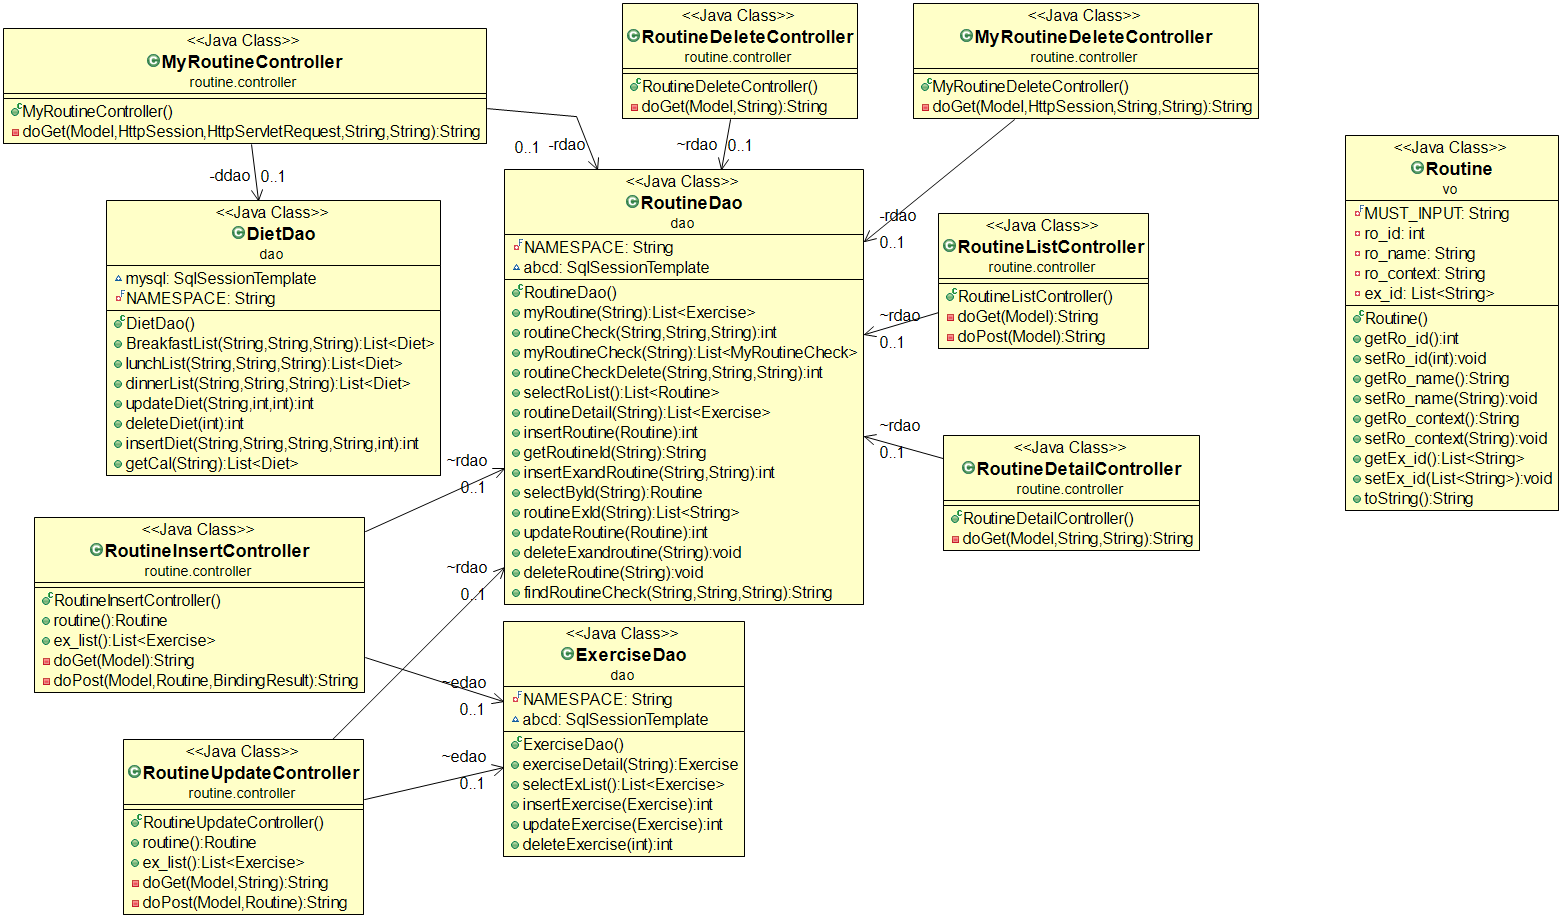 <<Java Class>>
MyRoutineController
routine.controller
MyRoutineController()
doGet(Model,HttpSession,HttpServletRequest,String,String):String
<<Java Class>>
RoutineDeleteController
routine.controller
RoutineDeleteController()
doGet(Model,String):String
<<Java Class>>
MyRoutineDeleteController
routine.controller
MyRoutineDeleteController()
doGet(Model,HttpSession,String,String):String
-ddao 0..1
0..1 -rdao
~rdao 0..1
-rdao
0..1
<<Java Class>>
DietDao
dao
mysql: SqlSessionTemplate
NAMESPACE: String
DietDao()
BreakfastList(String,String,String):List<Diet>
lunchList(String,String,String):List<Diet>
dinnerList(String,String,String):List<Diet>
updateDiet(String,int,int):int
deleteDiet(int):int
insertDiet(String,String,String,String,int):int
getCal(String):List<Diet>
<<Java Class>>
RoutineDao
dao
NAMESPACE: String
abcd: SqlSessionTemplate
RoutineDao()
myRoutine(String):List<Exercise>
routineCheck(String,String,String):int
myRoutineCheck(String):List<MyRoutineCheck>
routineCheckDelete(String,String,String):int
selectRoList():List<Routine>
routineDetail(String):List<Exercise>
insertRoutine(Routine):int
getRoutineId(String):String
insertExandRoutine(String,String):int
selectById(String):Routine
routineExId(String):List<String>
updateRoutine(Routine):int
deleteExandroutine(String):void
deleteRoutine(String):void
findRoutineCheck(String,String,String):String
<<Java Class>>
RoutineListController
routine.controller
RoutineListController()
doGet(Model):String
doPost(Model):String
~rdao
0..1
<<Java Class>>
RoutineDetailController
routine.controller
RoutineDetailController()
doGet(Model,String,String):String
~rdao
0..1
<<Java Class>>
Routine
vo
MUST_INPUT: String
ro_id: int
ro_name: String
ro_context: String
ex_id: List<String>
Routine()
getRo_id():int
setRo_id(int):void
getRo_name():String
setRo_name(String):void
getRo_context():String
setRo_context(String):void
getEx_id():List<String>
setEx_id(List<String>):void
toString():String
<<Java Class>>
RoutineInsertController
routine.controller
RoutineInsertController()
routine():Routine
ex_list():List<Exercise>
doGet(Model):String
doPost(Model,Routine,BindingResult):String
~rdao
0..1
~rdao
0..1
~edao
0..1
~edao
0..1
<<Java Class>>
ExerciseDao
dao
NAMESPACE: String
abcd: SqlSessionTemplate
ExerciseDao()
exerciseDetail(String):Exercise
selectExList():List<Exercise>
insertExercise(Exercise):int
updateExercise(Exercise):int
deleteExercise(int):int
<<Java Class>>
RoutineUpdateController
routine.controller
RoutineUpdateController()
routine():Routine
ex_list():List<Exercise>
doGet(Model,String):String
doPost(Model,Routine):String